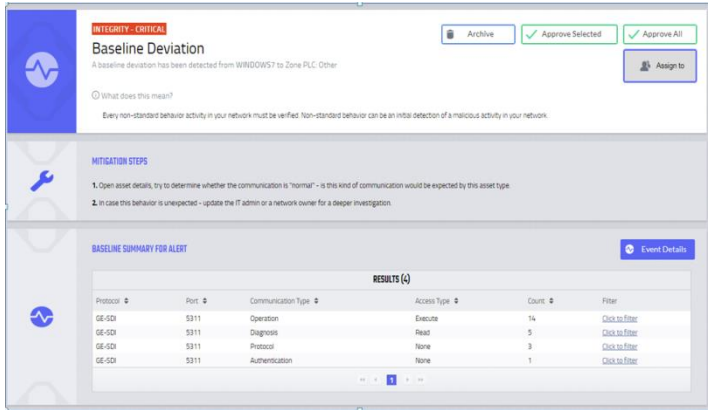 INTEGRITY - CRITICAL
Baseline Deviation
A baseline deviation has been detected from WINDOWS7 to Zone PLC: Other
Archive
Approve Selected
Approve All
Assign to
What does this mean?
Every non-standard behavior activity in your network must be verified. Non-standard behavior can be an initial detection of a malicious activity in your network.
MITIGATION STEPS
1. Open asset details, try to determine whether the communication is "normal" - is this kind of communication would be expected by this asset type.
2. In case this behavior is unexpected - update the IT admin or a network owner for a deeper investigation.
BASELINE SUMMARY FOR ALERT
Event Details
RESULTS (4)
Protocol Port Communication Type Access Type Count Filter
GE-SDI 5311 Operation Execute 14 Click to filter
GE-SDI 5311 Diagnosis Read 5 Click to filter
GE-SDI 5311 Protocol None 3 Click to filter
GE-SDI 5311 Authentication None 1 Click to filter
1